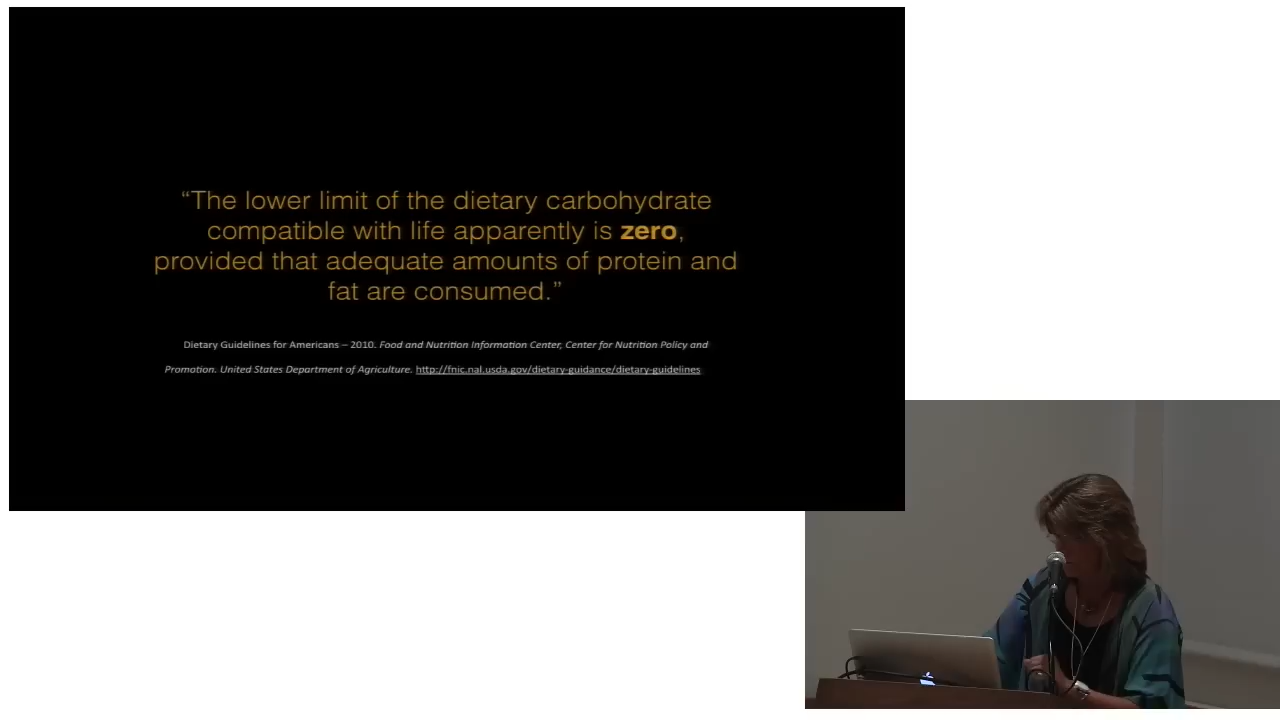 “The lower limit of the dietary carbohydrate
compatible with life apparently is zero,
provided that adequate amounts of protein and
fat are consumed.”
Dietary Guidelines for Americans – 2010. Food and Nutrition Information Center, Center for Nutrition Policy and
Promotion. United States Department of Agriculture. http://fnic.nal.usda.gov/dietary-guidance/dietary-guidelines